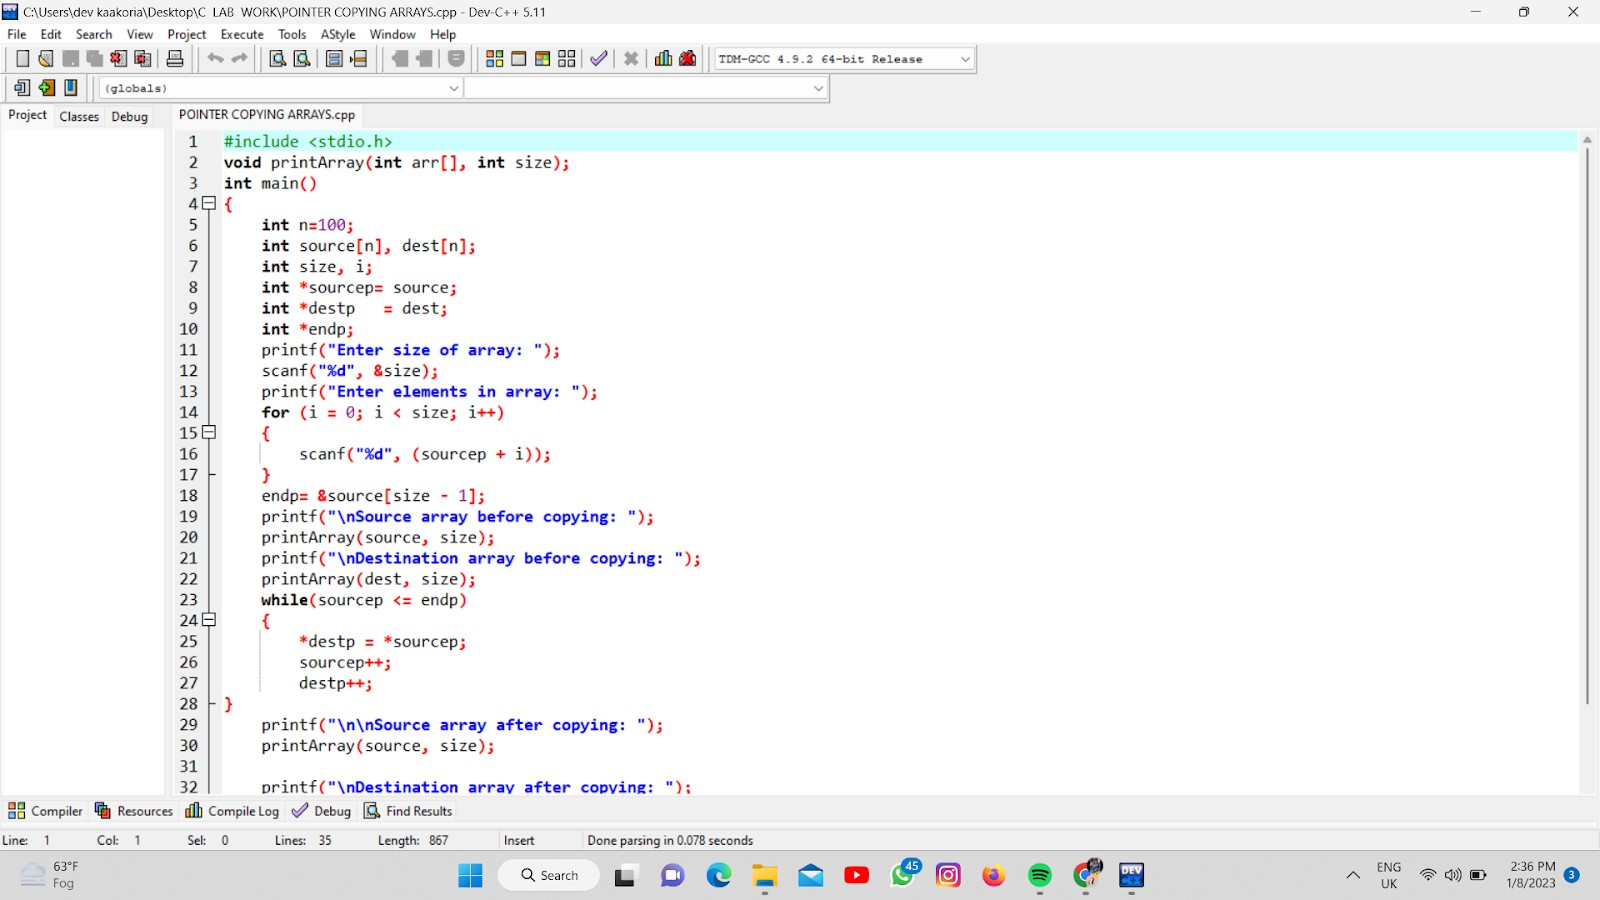 C:\Users\dev kaakoria\Desktop\C LAB WORK\POINTER COPYING ARRAYS.cpp - Dev-C++ 5.11
File Edit Search View Project Execute Tools AStyle Window Help
TDM-GCC 4.9.2 64-bit Release
(globals)
Project Classes Debug POINTER COPYING ARRAYS.cpp
1 #include <stdio.h>
2 void printArray(int arr[], int size);
3 int main()
4 {
5 int n=100;
6 int source[n], dest[n];
7 int size, i;
8 int *sourcep= source;
9 int *destp = dest;
10 int *endp;
11 printf("Enter size of array: ");
12 scanf("%d", &size);
13 printf("Enter elements in array: ");
14 for (i = 0; i < size; i++)
15 {
16 scanf("%d", (sourcep + i));
17 }
18 endp= &source[size - 1];
19 printf("\nSource array before copying: ");
20 printArray(source, size);
21 printf("\nDestination array before copying: ");
22 printArray(dest, size);
23 while(sourcep <= endp)
24 {
25 *destp = *sourcep;
26 sourcep++;
27 destp++;
28 }
29 printf("\n\nSource array after copying: ");
30 printArray(source, size);
31
32 printf("\nDestination array after copying: ");
Compiler Resources Compile Log Debug Find Results
Line: 1 Col: 1 Sel: 0 Lines: 35 Length: 867 Insert Done parsing in 0.078 seconds
63°F
Fog
Search
DEV
45
ENG
UK
2:36 PM
1/8/2023
3